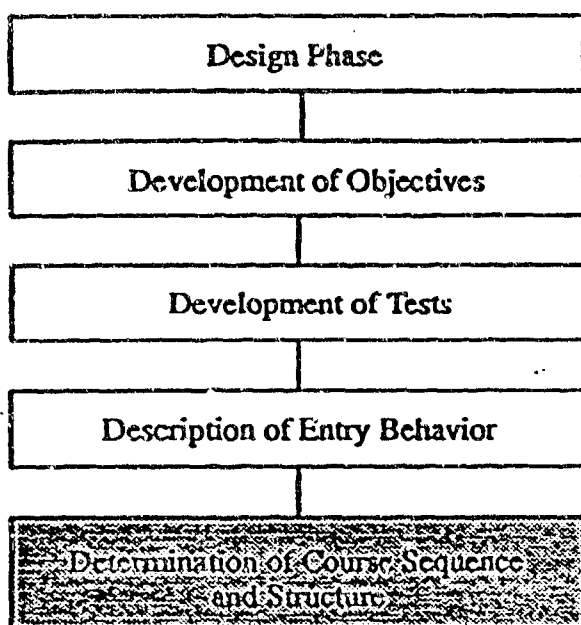 Design Phase
Development of Objectives
Development of Tests
Description of Entry Behavior
Determination of Course Sequence
and Structure